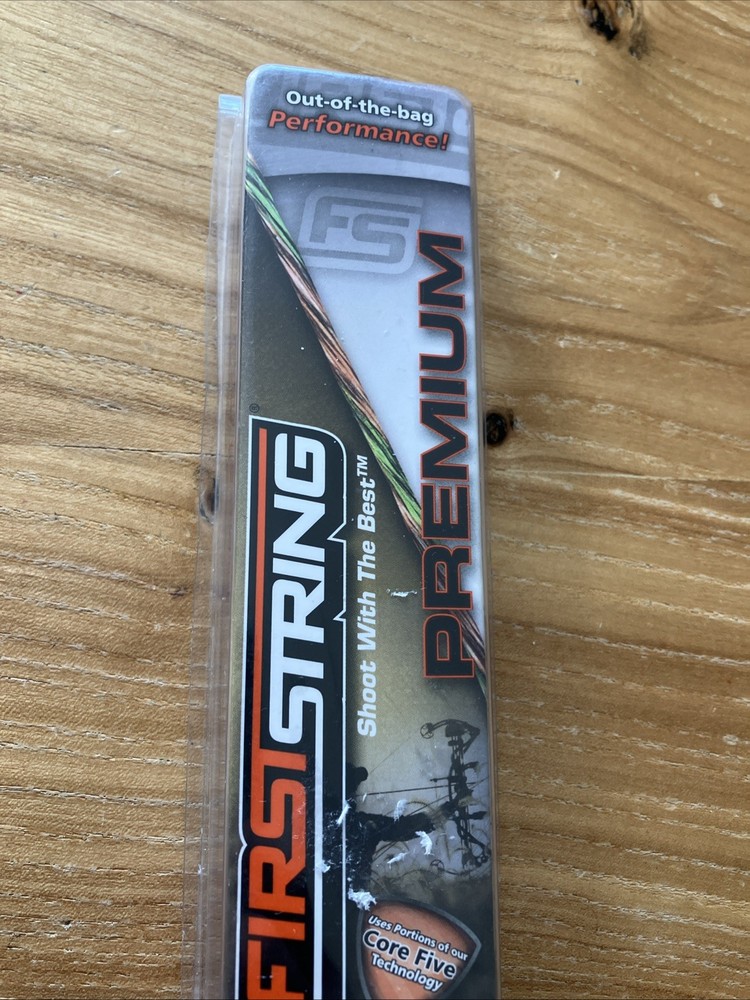 Out-of-the-bag
Performance!
FS
PREMIUM
FIRSTSTRING®
Shoot With The Best™
Uses Portions of our
Core Five
Technology